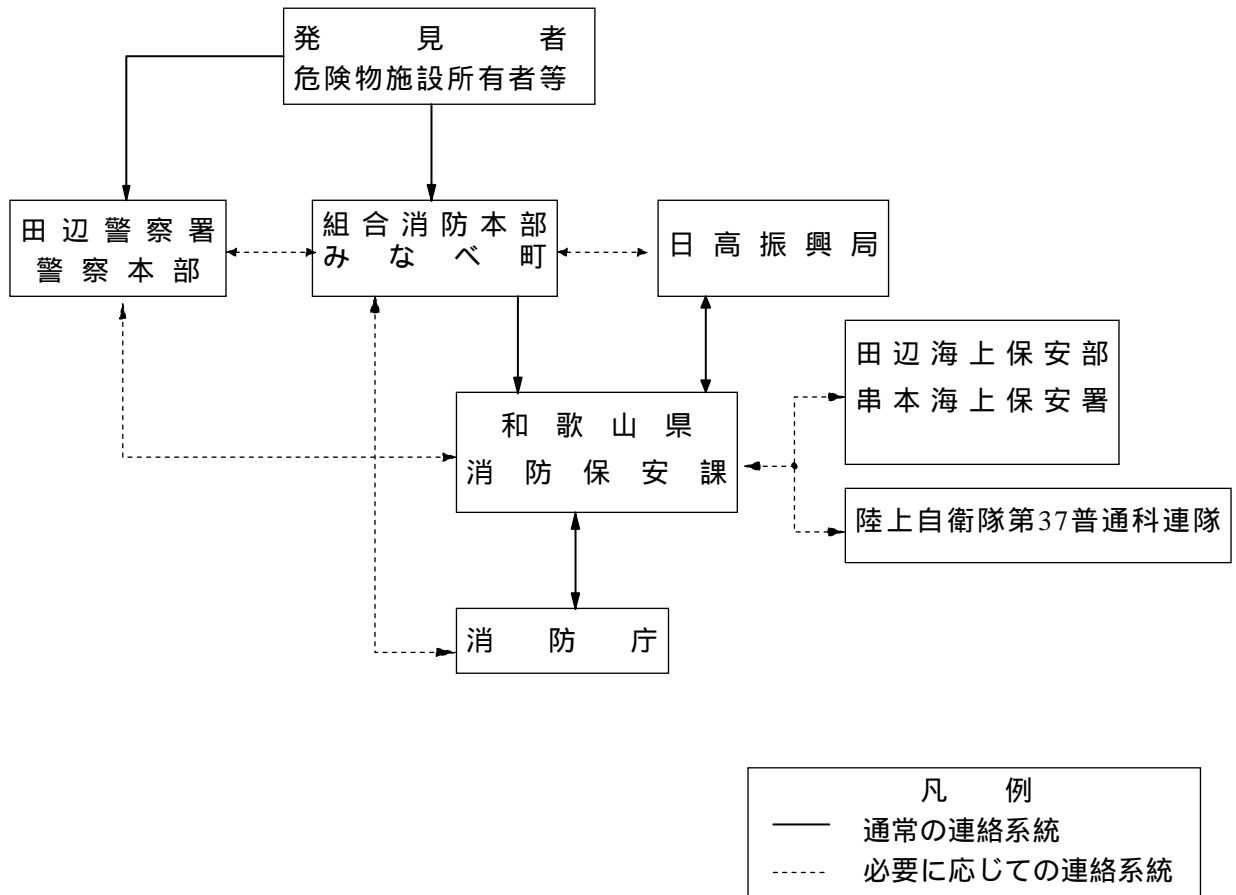 発見者
危険物施設所有者等
田辺警察署
警察本部
組合消防本部
みなべ町
日高振興局
田辺海上保安部
串本海上保安署
和歌山県
消防保安課
陸上自衛隊第37普通科連隊
消防庁
凡例
通常の連絡系統
必要に応じての連絡系統